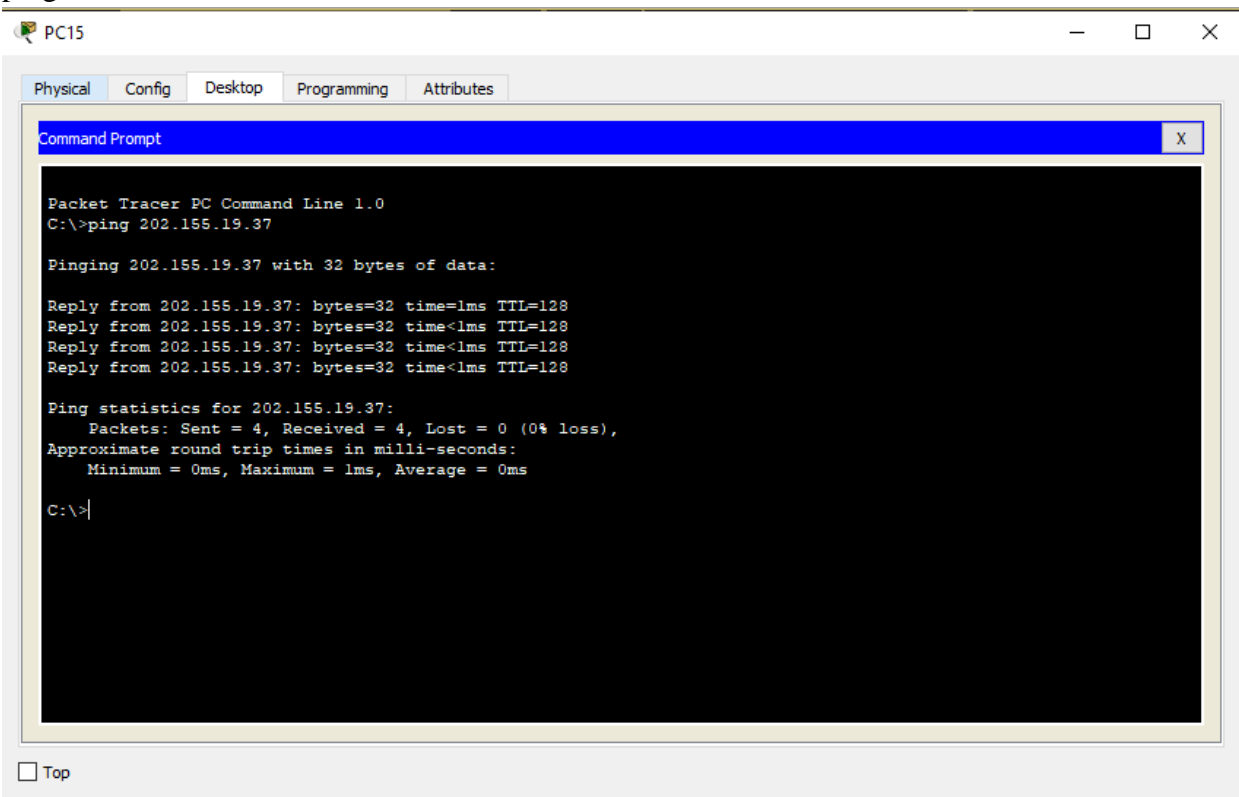 PC15
Physical Config Desktop Programming Attributes
Command Prompt X
Packet Tracer PC Command Line 1.0
C:\>ping 202.155.19.37
Pinging 202.155.19.37 with 32 bytes of data:
Reply from 202.155.19.37: bytes=32 time=1ms TTL=128
Reply from 202.155.19.37: bytes=32 time<1ms TTL=128
Reply from 202.155.19.37: bytes=32 time<1ms TTL=128
Reply from 202.155.19.37: bytes=32 time<1ms TTL=128
Ping statistics for 202.155.19.37:
Packets: Sent = 4, Received = 4, Lost = 0 (0% loss),
Approximate round trip times in milli-seconds:
Minimum = 0ms, Maximum = 1ms, Average = 0ms
C:\>
Top